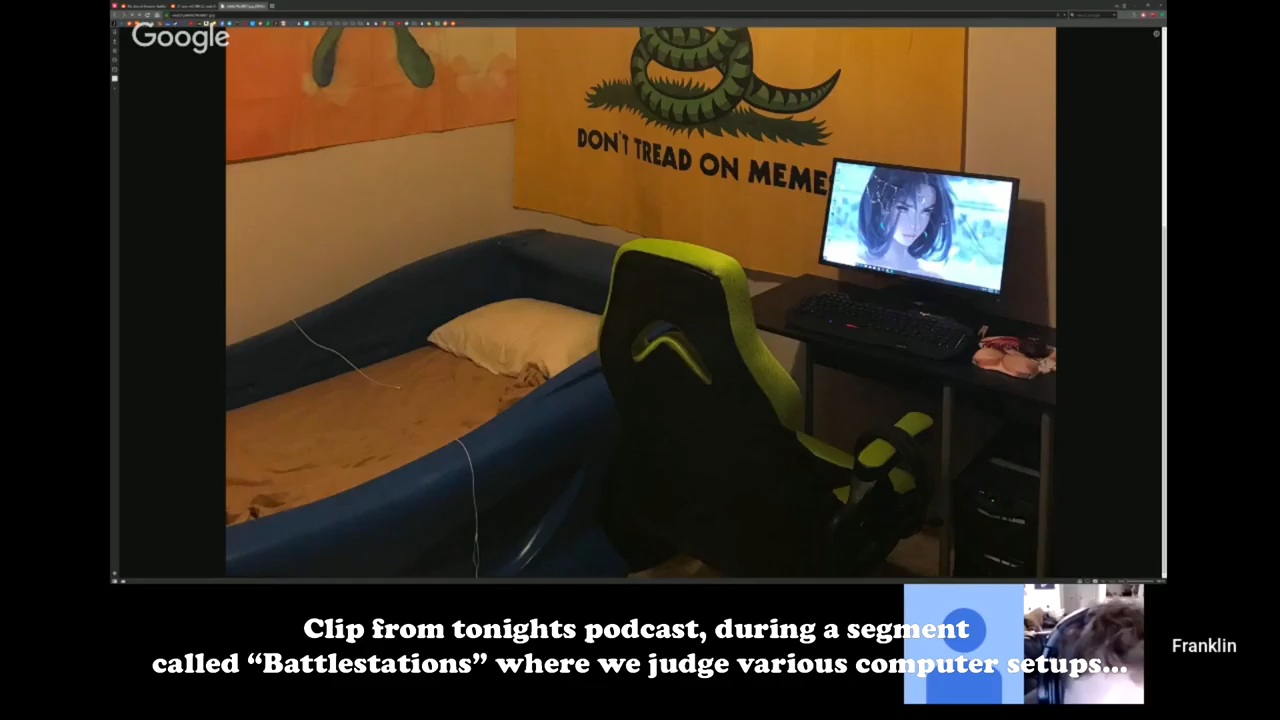 Google
DON'T TREAD ON MEMES
Franklin
Clip from tonights podcast, during a segment
called “Battlestations” where we judge various computer setups...